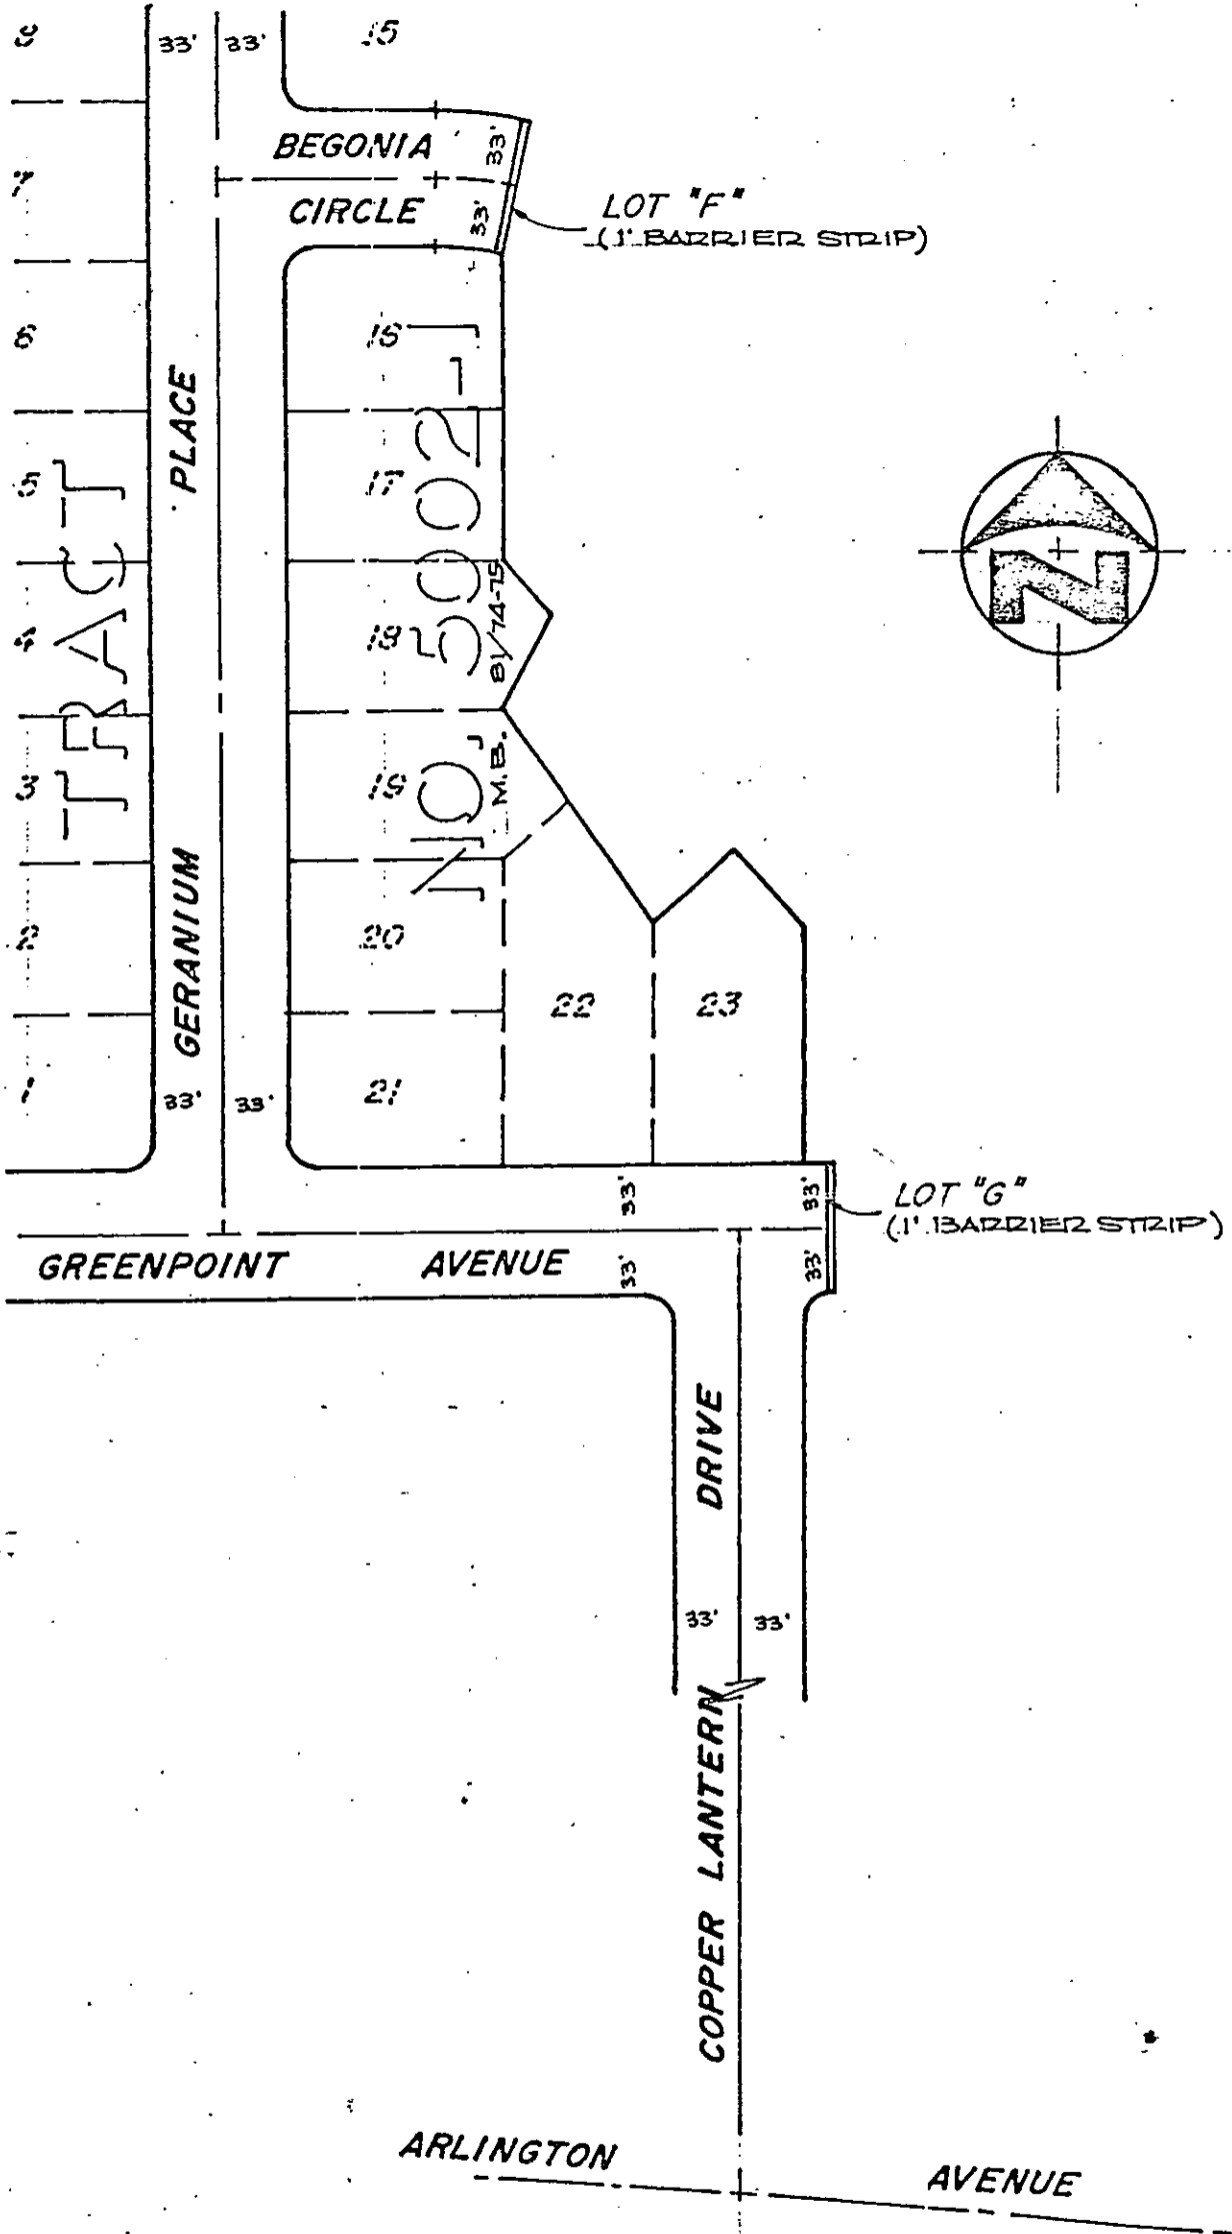 8
33'
33'
15
BEGONIA
33'
7
CIRCLE
33'
LOT "F"
(1' BARRIER STRIP)
6
16
PLACE
5
17
TRACT
NO. 5002-1
M.B. 81/74-75
4
18
N
3
19
GERANIUM
2
20
22
23
1
33'
33'
21
33'
33'
LOT "G"
(1' BARRIER STRIP)
GREENPOINT AVENUE
33'
33'
DRIVE
33'
33'
COPPER LANTERN
ARLINGTON
AVENUE